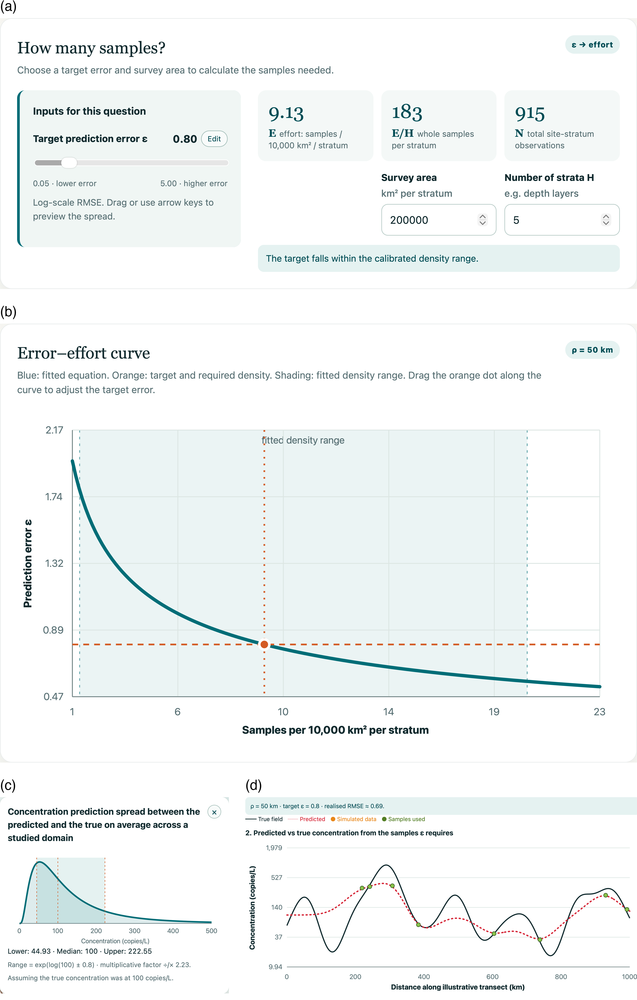 (a)
How many samples?
ε → effort
Choose a target error and survey area to calculate the samples needed.
Inputs for this question
Target prediction error ε
0.80
Edit
0.05 · lower error
5.00 · higher error
Log-scale RMSE. Drag or use arrow keys to
preview the spread.
9.13
E effort: samples /
10,000 km² / stratum
183
E/H whole samples
per stratum
915
N total site-stratum
observations
Survey area
km² per stratum
200000
Number of strata H
e.g. depth layers
5
The target falls within the calibrated density range.
(b)
Error–effort curve
ρ = 50 km
Blue: fitted equation. Orange: target and required density. Shading: fitted density range. Drag the orange dot along the
curve to adjust the target error.
fitted density range
2.17
1.74
1.32
0.89
0.47
Prediction error ε
1
6
10
14
19
23
Samples per 10,000 km² per stratum
(c)
Concentration prediction spread between the
predicted and the true on average across a
studied domain
×
0
100
200
300
400
500
Concentration (copies/L)
Lower: 44.93 · Median: 100 · Upper: 222.55
Range = exp(log(100) ± 0.8) · multiplicative factor ÷/× 2.23.
Assuming the true concentration was at 100 copies/L.
(d)
ρ = 50 km · target ε = 0.8 · realised RMSE ≈ 0.69.
True field
Predicted
Simulated data
Samples used
2. Predicted vs true concentration from the samples ε requires
1,979
527
140
37
9.94
Concentration (copies/L)
0
200
400
600
800
1000
Distance along illustrative transect (km)